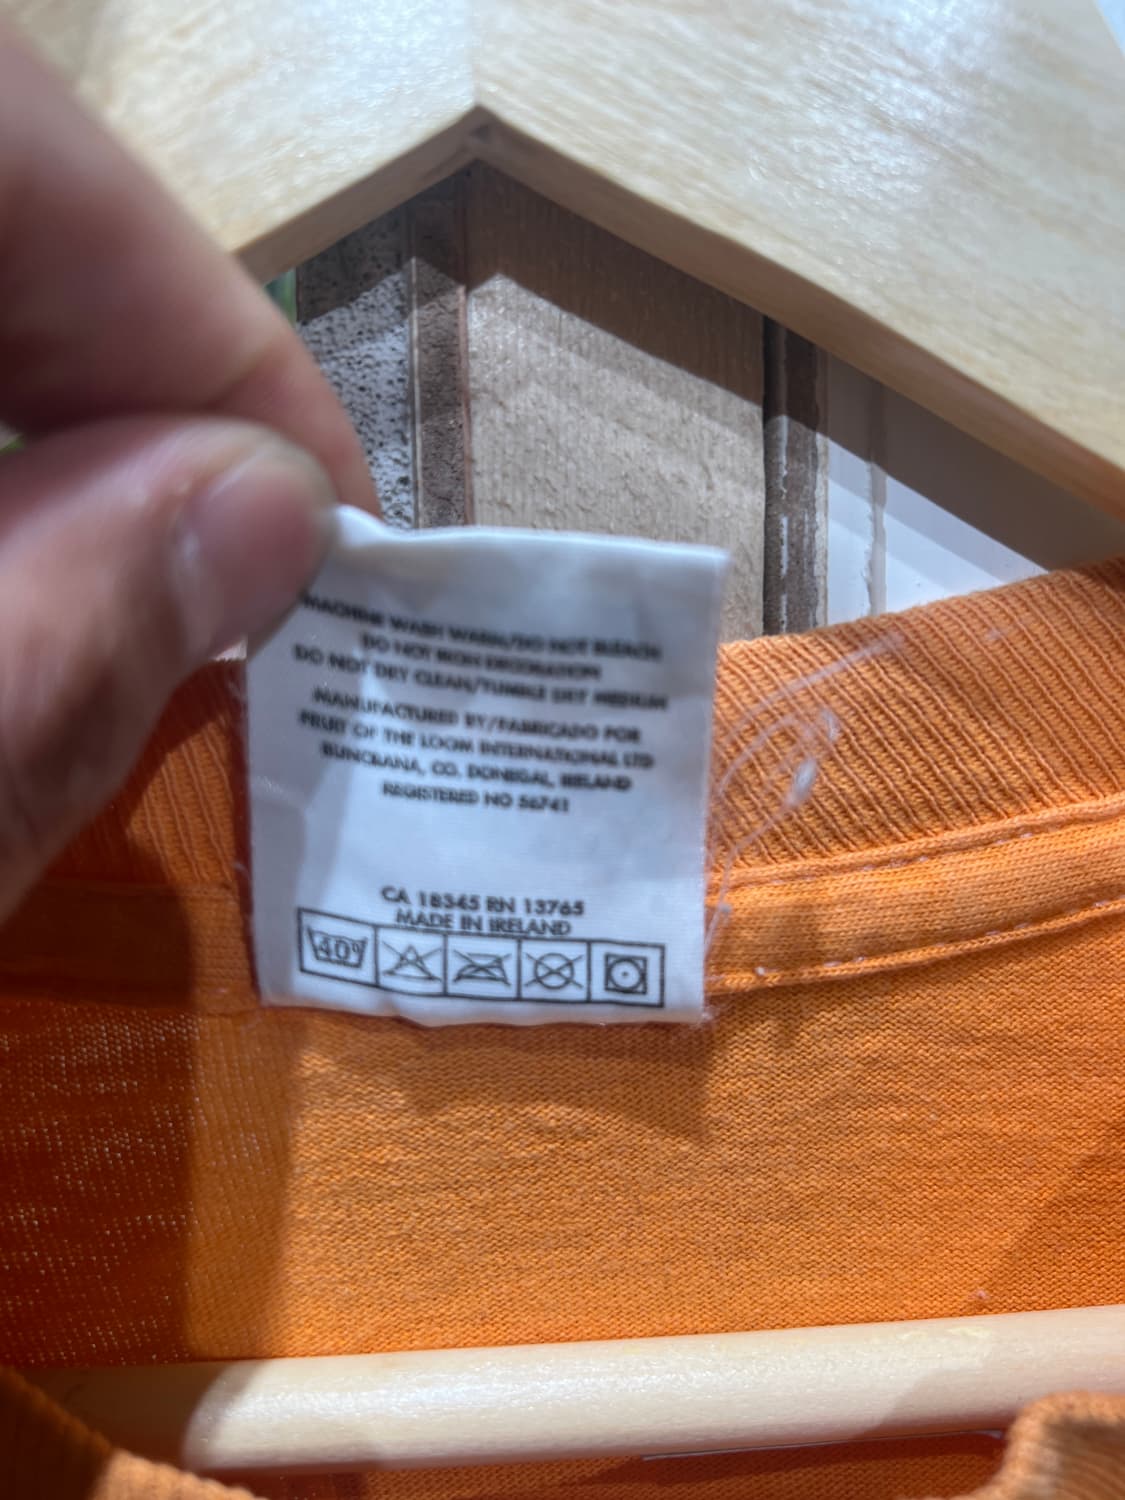 MACHINE WASH WARM/DO NOT BLEACH
DO NOT IRON DECORATION
DO NOT DRY CLEAN/TUMBLE DRY MEDIUM
MANUFACTURED BY/FABRICADO POR
FRUIT OF THE LOOM INTERNATIONAL LTD
BUNCRANA, CO. DONEGAL, IRELAND
REGISTERED NO 56741
CA 18345 RN 13765
MADE IN IRELAND
40°